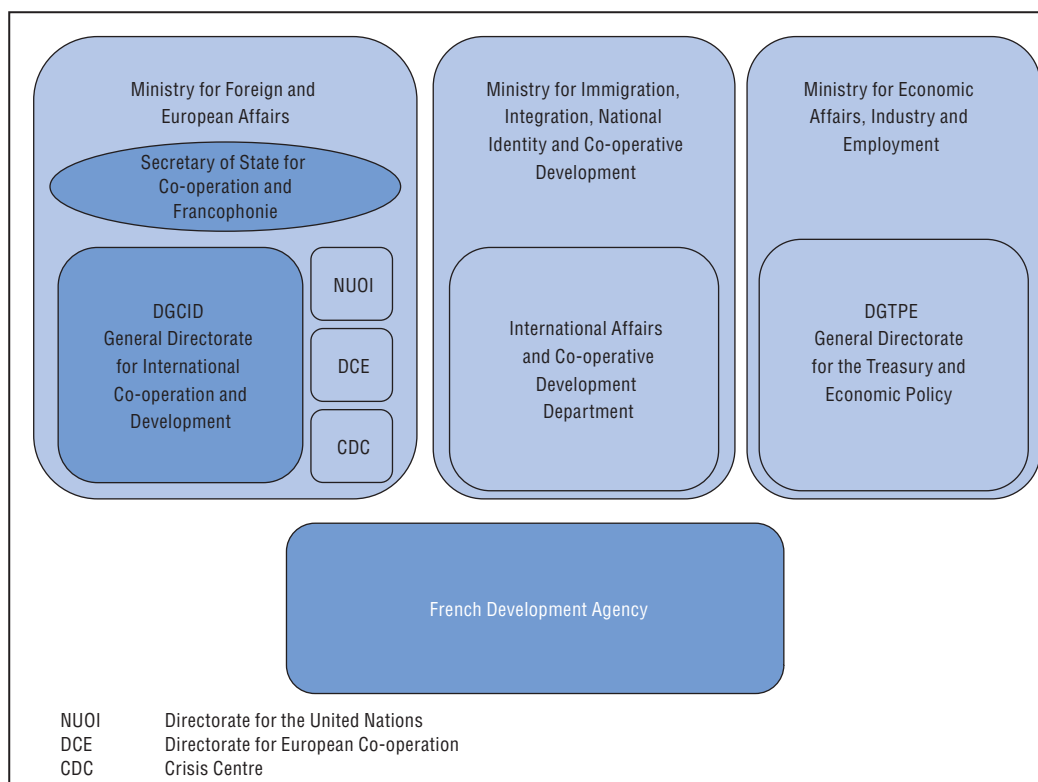 Ministry for Foreign and
European Affairs
Secretary of State for
Co-operation and
Francophonie
DGCID
General Directorate
for International
Co-operation and
Development
NUOI
DCE
CDC
Ministry for Immigration,
Integration, National
Identity and Co-operative
Development
International Affairs
and Co-operative
Development
Department
Ministry for Economic
Affairs, Industry and
Employment
DGTPE
General Directorate
for the Treasury and
Economic Policy
French Development Agency
NUOI Directorate for the United Nations
DCE Directorate for European Co-operation
CDC Crisis Centre